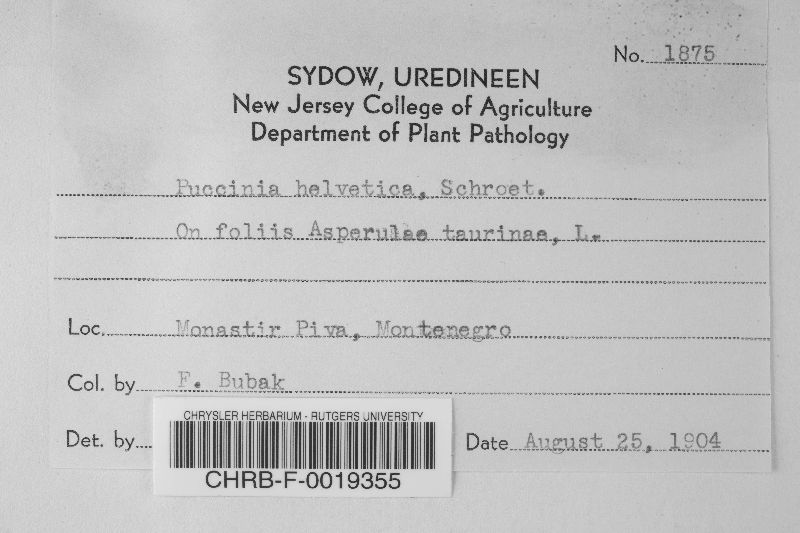 No. 1875
SYDOW, UREDINEEN
New Jersey College of Agriculture
Department of Plant Pathology
Puccinia helvetica, Schroet.
On foliis Asperulae taurinae, L.
Loc. Monastir Piva, Montenegro
Col. by F. Bubak
Det. by
Date August 25, 1904
CHRYSLER HERBARIUM - RUTGERS UNIVERSITY
CHRB-F-0019355